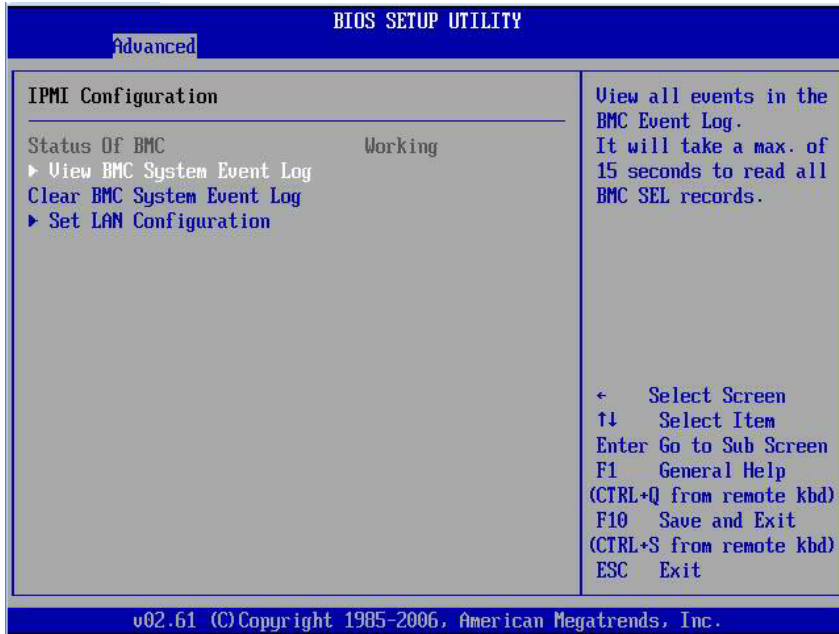 BIOS SETUP UTILITY
Advanced
IPMI Configuration
Status Of BMC Working
▶ View BMC System Event Log
Clear BMC System Event Log
▶ Set LAN Configuration
View all events in the
BMC Event Log.
It will take a max. of
15 seconds to read all
BMC SEL records.
← Select Screen
↑↓ Select Item
Enter Go to Sub Screen
F1 General Help
(CTRL+Q from remote kbd)
F10 Save and Exit
(CTRL+S from remote kbd)
ESC Exit
v02.61 (C)Copyright 1985-2006, American Megatrends, Inc.